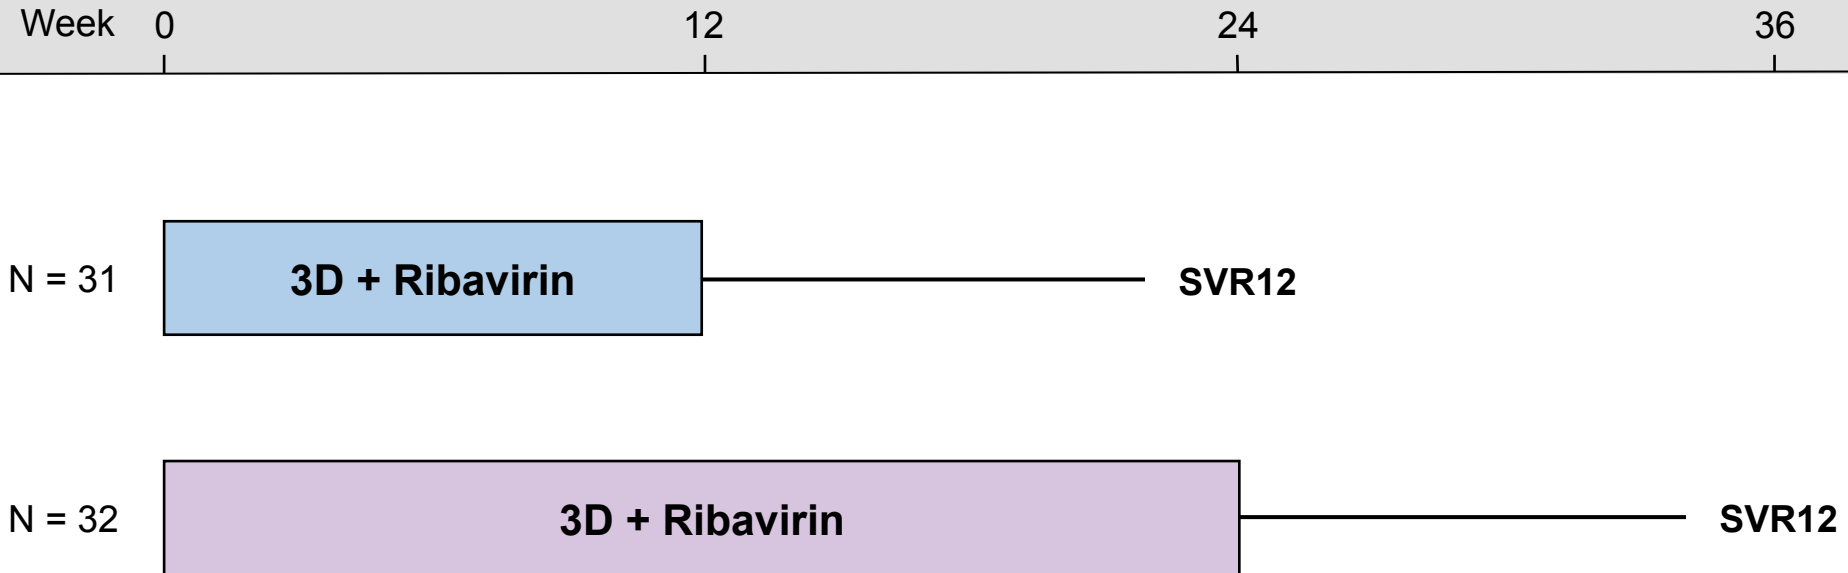 Week 0 12 24 36
N = 31 3D + Ribavirin SVR12
N = 32 3D + Ribavirin SVR12